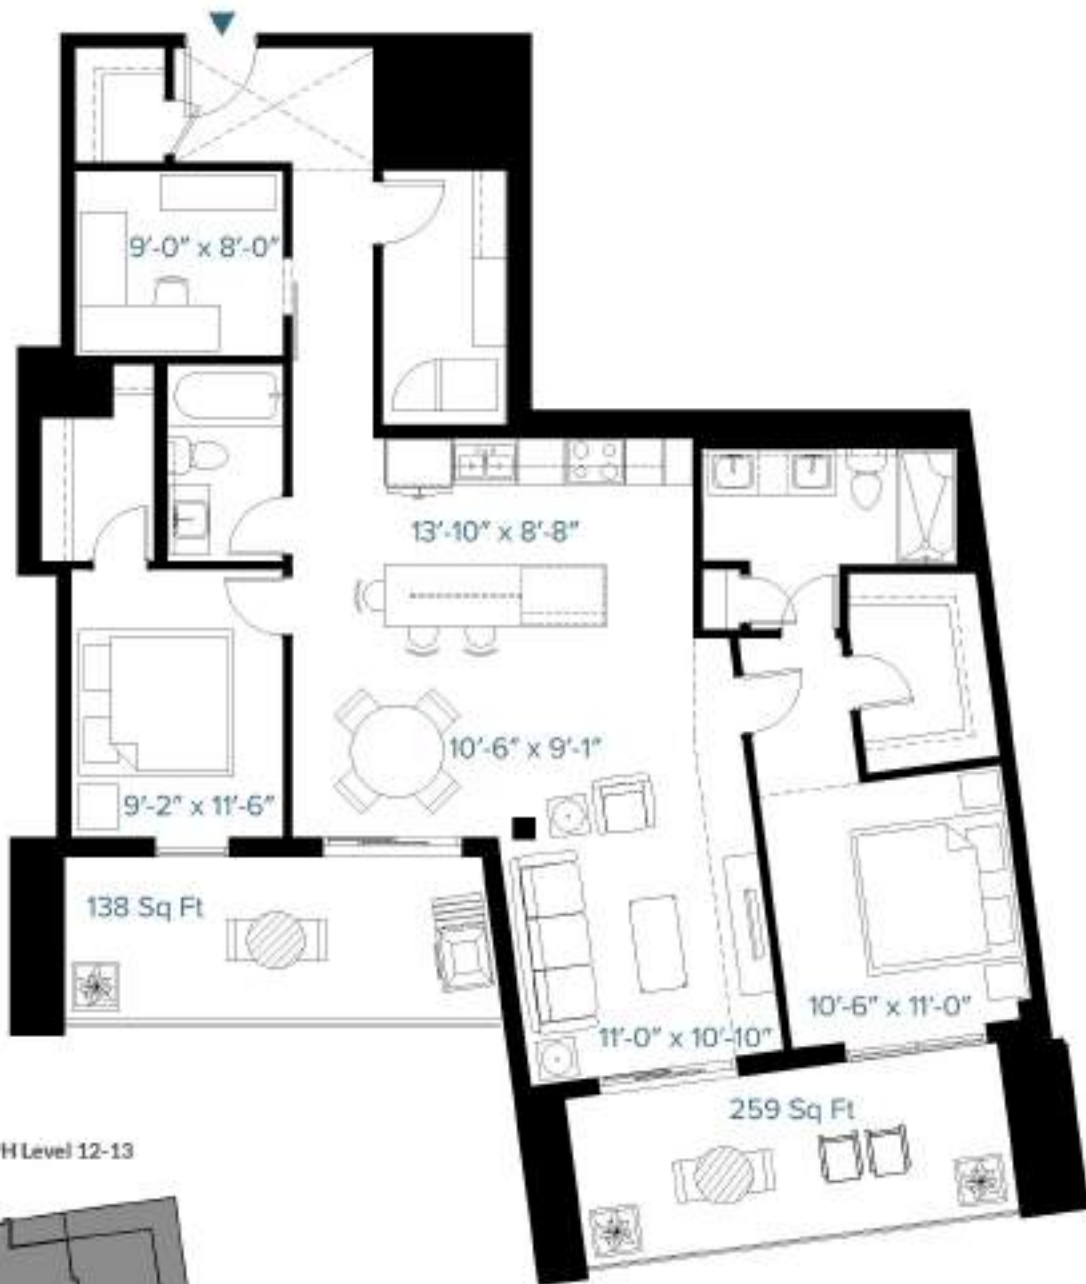 9'-0" x 8'-0"
13'-10" x 8'-8"
10'-6" x 9'-1"
9'-2" x 11'-6"
138 Sq Ft
10'-6" x 11'-0"
11'-0" x 10'-10"
259 Sq Ft
H Level 12-13